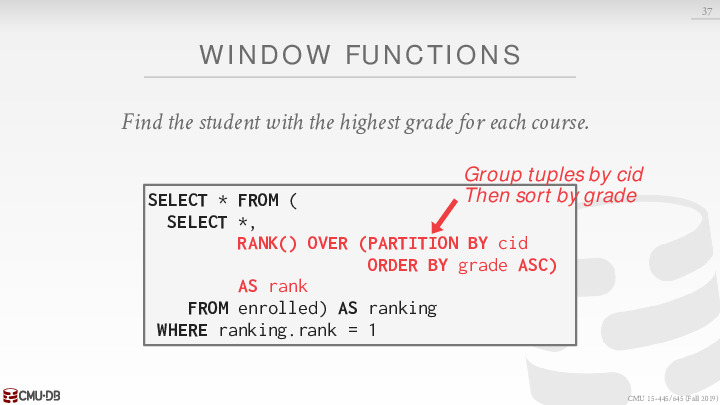 37
WINDOW FUNCTIONS
Find the student with the highest grade for each course.
Group tuples by cid
Then sort by grade
SELECT * FROM (
SELECT *,
RANK() OVER (PARTITION BY cid
ORDER BY grade ASC)
AS rank
FROM enrolled) AS ranking
WHERE ranking.rank = 1
CMU·DB
CMU 15-445/645 (Fall 2019)